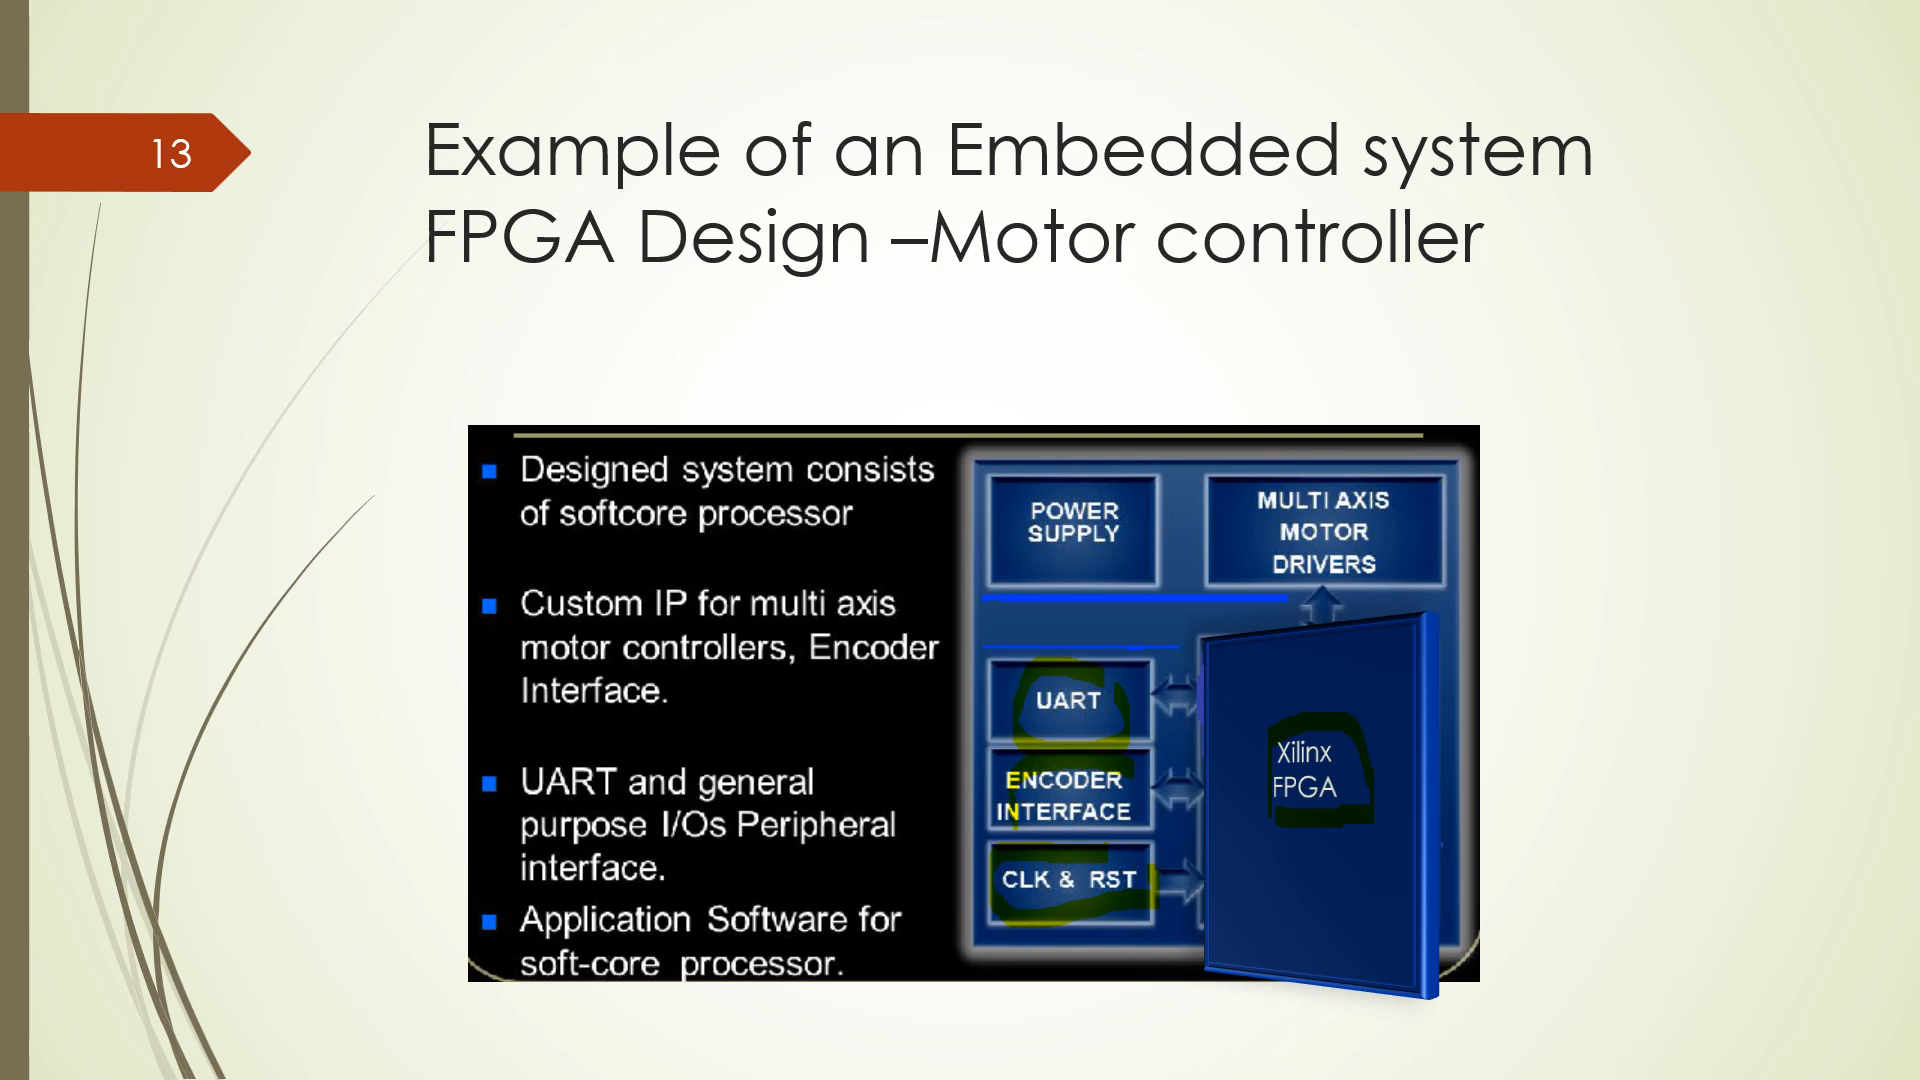 13
Example of an Embedded system
FPGA Design –Motor controller
Designed system consists
of softcore processor
Custom IP for multi axis
motor controllers, Encoder
Interface.
UART and general
purpose I/Os Peripheral
interface.
Application Software for
soft-core processor.
POWER
SUPPLY
MULTI AXIS
MOTOR
DRIVERS
UART
ENCODER
INTERFACE
CLK & RST
Xilinx
FPGA